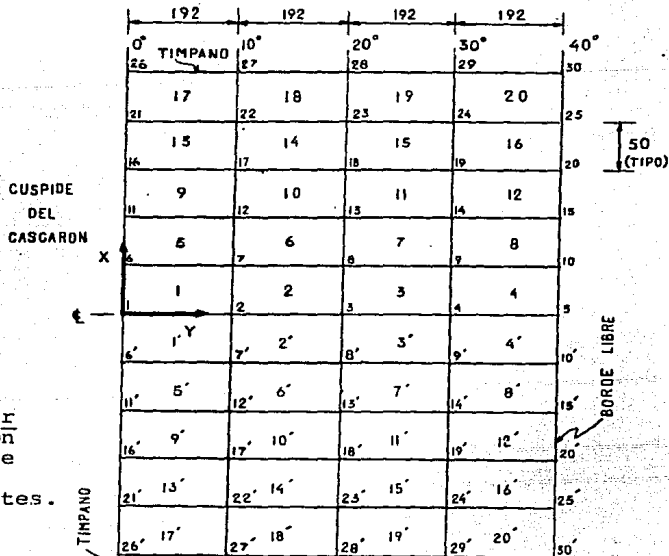 192 192 192 192
0° 10° 20° 30° 40°
TIMPANO
26 27 28 29 30
17 18 19 20
21 22 23 24 25
13 14 15 16
50
(TIPO)
16 17 18 19 20
CUSPIDE
DEL
CASCARON
9 10 11 12
11 12 13 14 15
5 6 7 8
X
6 7 8 9 10
1 2 3 4
℄ 1 2 3 4 5
Y
1' 2' 3' 4'
6' 7' 8' 9' 10'
5' 6' 7' 8'
BORDE LIBRE
11' 12' 13' 14' 15'
r
n
9' 10' 11' 12'
e
16' 17' 18' 19' 20'
13' 14' 15' 16'
tes.
21' 22' 23' 24' 25'
TIMPANO
17' 18' 19' 20'
26' 27' 28' 29' 30'